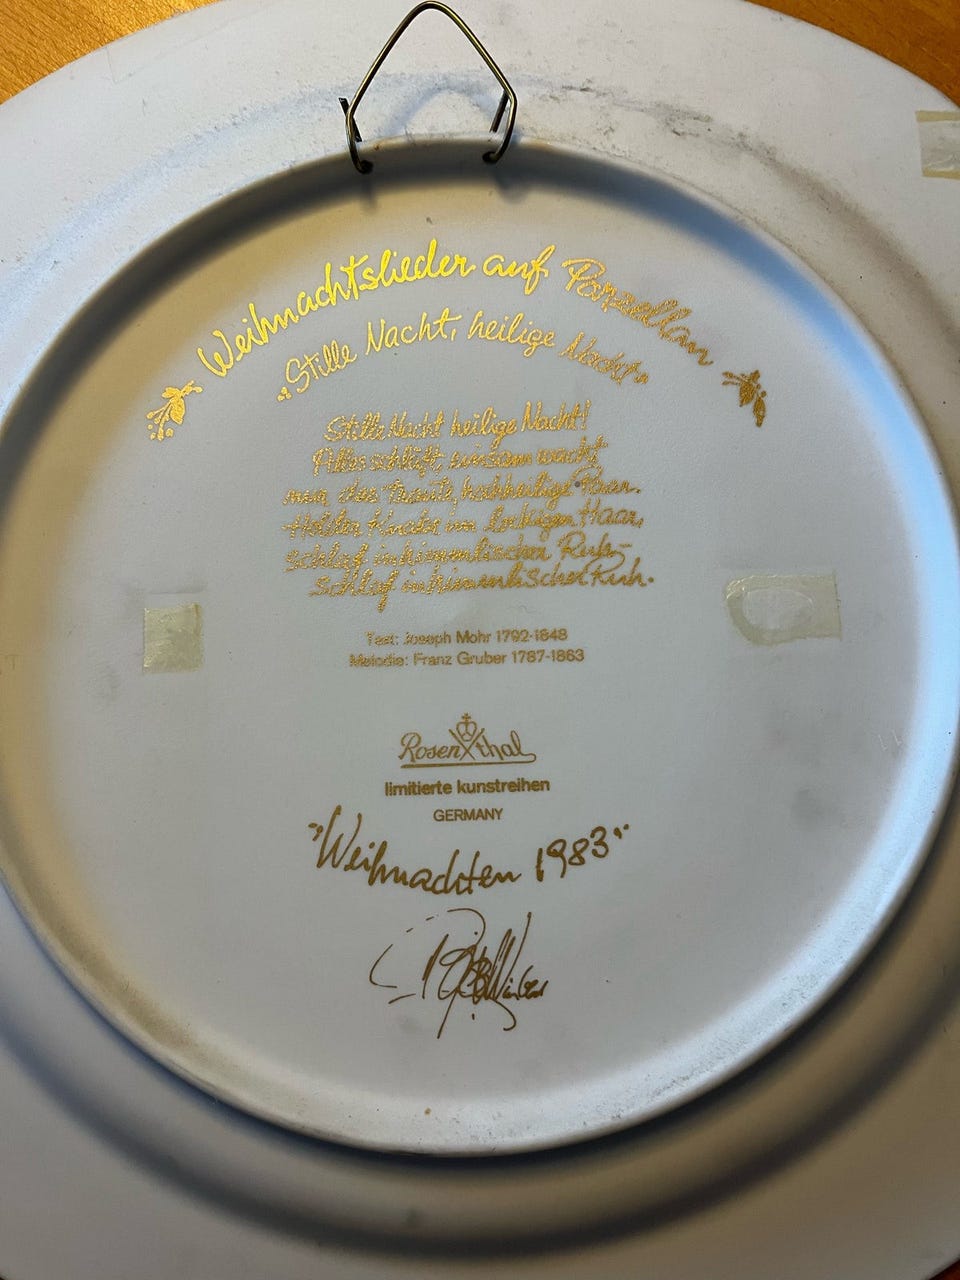 Weihnachtslieder auf Porzellan
„Stille Nacht, heilige Nacht“
Stille Nacht heilige Nacht!
Alles schläft, einsam wacht
nur das traute, hochheilige Paar.
Holder Knabe im lockigen Haar,
schlaf in himmlischer Ruh-
schlaf in himmlischer Ruh.
Text: Joseph Mohr 1792-1848
Melodie: Franz Gruber 1787-1863
Rosenthal
limitierte kunstreihen
GERMANY
"Weihnachten 1983"